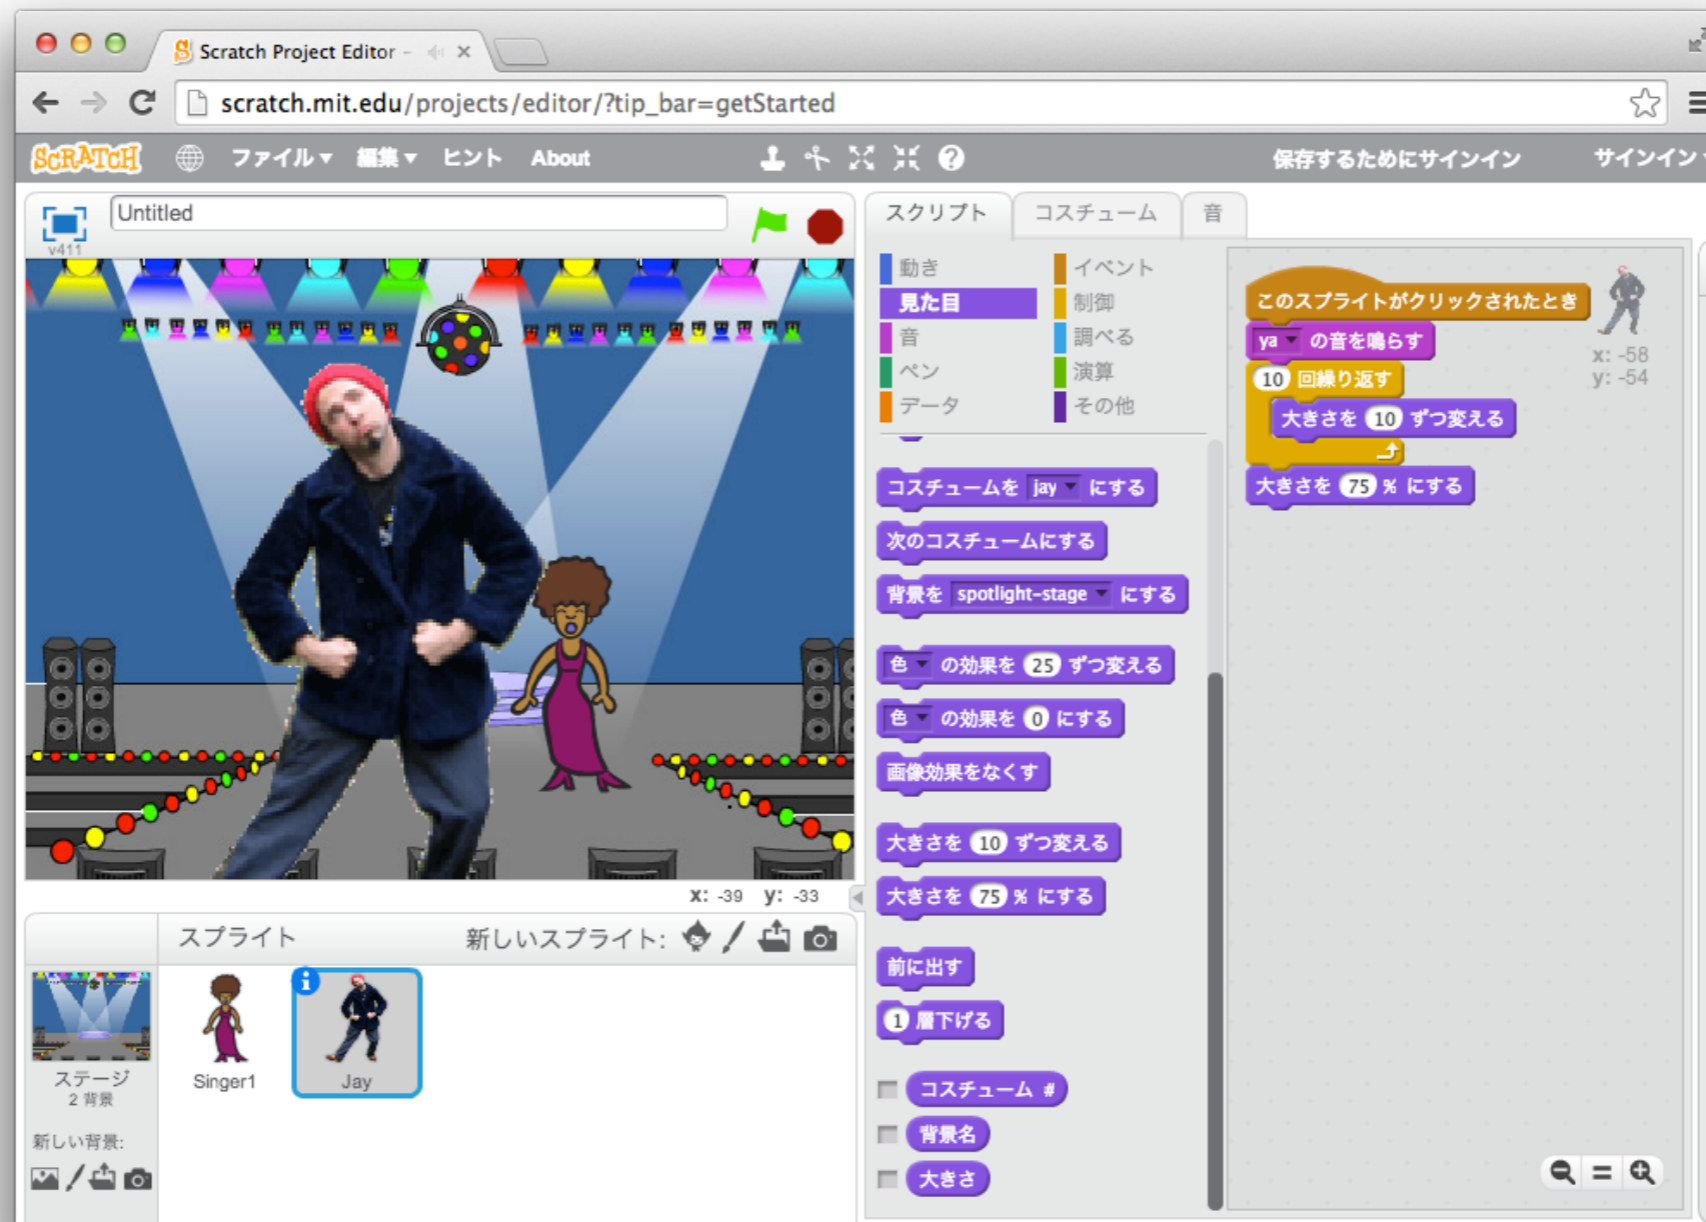 Scratch Project Editor -
scratch.mit.edu/projects/editor/?tip_bar=getStarted
SCRATCH ファイル▼ 編集▼ ヒント About 保存するためにサインイン サインイン
Untitled
v411
スクリプト コスチューム 音
動き イベント
見た目 制御
音 調べる
ペン 演算
データ その他
コスチュームを jay にする
次のコスチュームにする
背景を spotlight-stage にする
色 の効果を 25 ずつ変える
色 の効果を 0 にする
画像効果をなくす
大きさを 10 ずつ変える
大きさを 75 % にする
前に出す
1 層下げる
コスチューム #
背景名
大きさ
このスプライトがクリックされたとき
ya の音を鳴らす
10 回繰り返す
大きさを 10 ずつ変える
大きさを 75 % にする
x: -58
y: -54
x: -39 y: -33
スプライト 新しいスプライト:
ステージ
2 背景
新しい背景:
Singer1
Jay